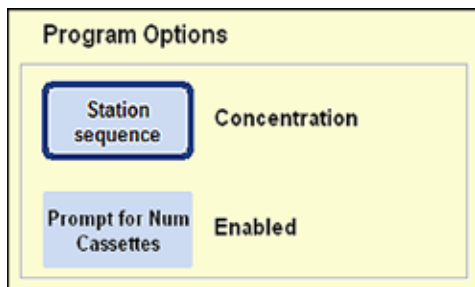 Program Options
Station
sequence
Concentration
Prompt for Num
Cassettes
Enabled